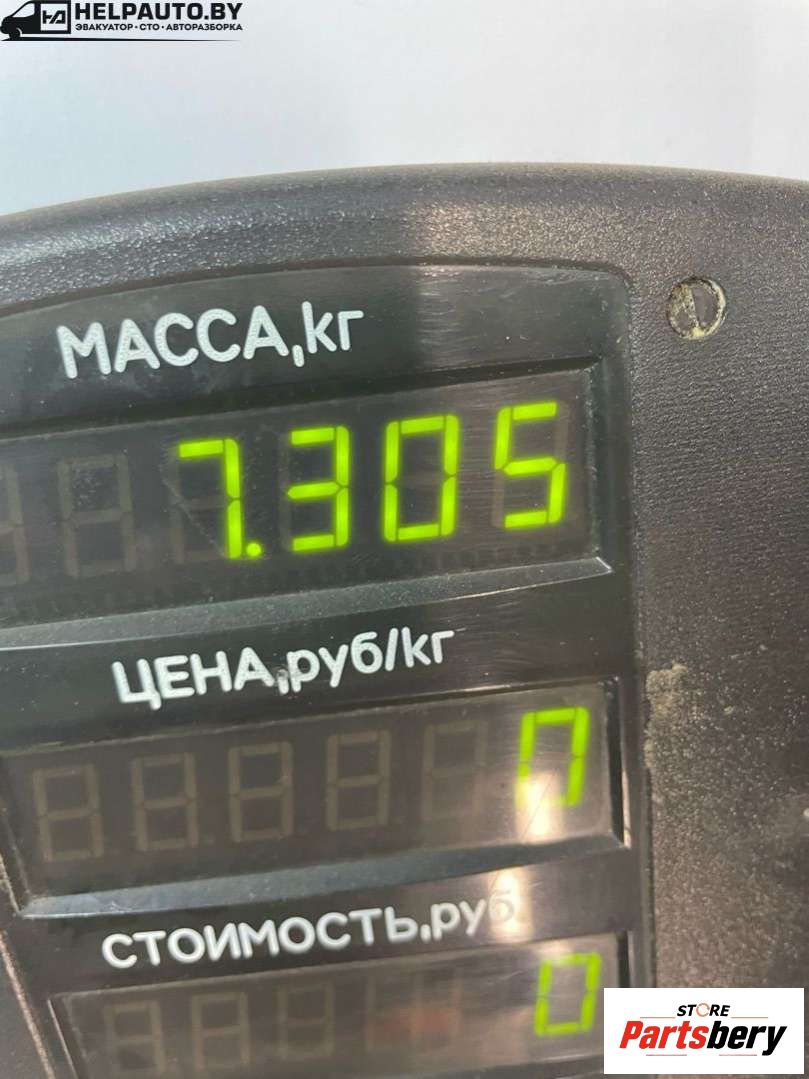 HELPAUTO.BY
ЭВАКУАТОР • СТО • АВТОРАЗБОРКА
МАССА,кг
7.305
ЦЕНА,руб/кг
0
СТОИМОСТЬ,руб
0
STORE
Partsbery